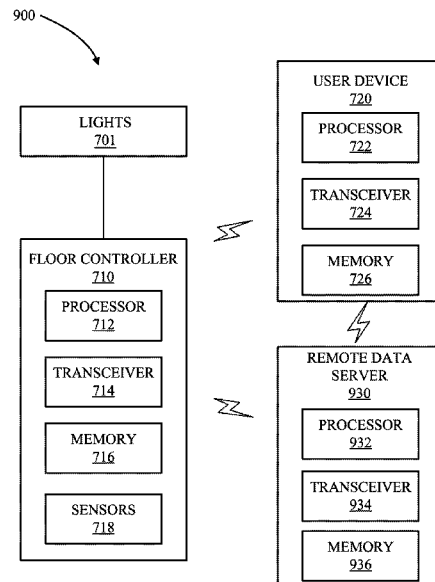 900
LIGHTS
701
FLOOR CONTROLLER
710
PROCESSOR
712
TRANSCEIVER
714
MEMORY
716
SENSORS
718
USER DEVICE
720
PROCESSOR
722
TRANSCEIVER
724
MEMORY
726
REMOTE DATA
SERVER
930
PROCESSOR
932
TRANSCEIVER
934
MEMORY
936